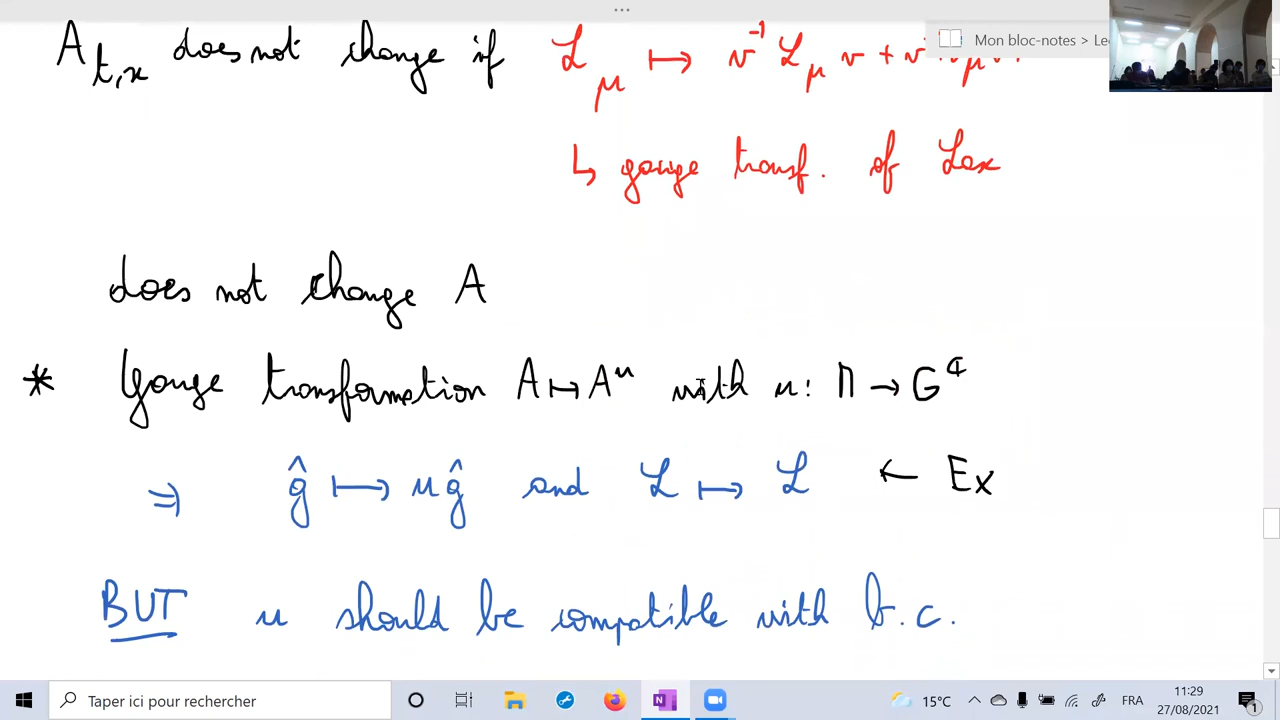 A_{t,x} does not change if ℒ_μ ↦ v⁻¹ ℒ_μ v + v
Mon bloc-notes > Le
↳ gauge transf. of Lax
does not change A
* Gauge transformation A ↦ Aᵘ with u: M → G^ℂ
⇒ ĝ ↦ uĝ and ℒ ↦ ℒ ← Ex
BUT u should be compatible with b.c.
Taper ici pour rechercher
15°C
FRA
11:29
27/08/2021
1